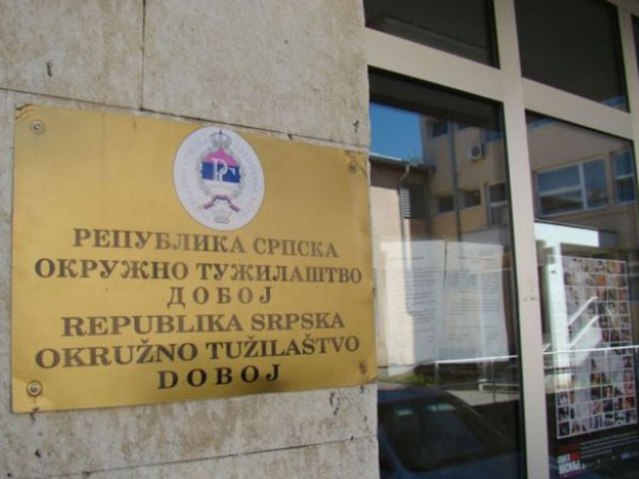 РЕПУБЛИКА СРПСКА
ОКРУЖНО ТУЖИЛАШТВО
ДОБОЈ
REPUBLIKA SRPSKA
OKRUŽNO TUŽILAŠTVO
DOBOJ